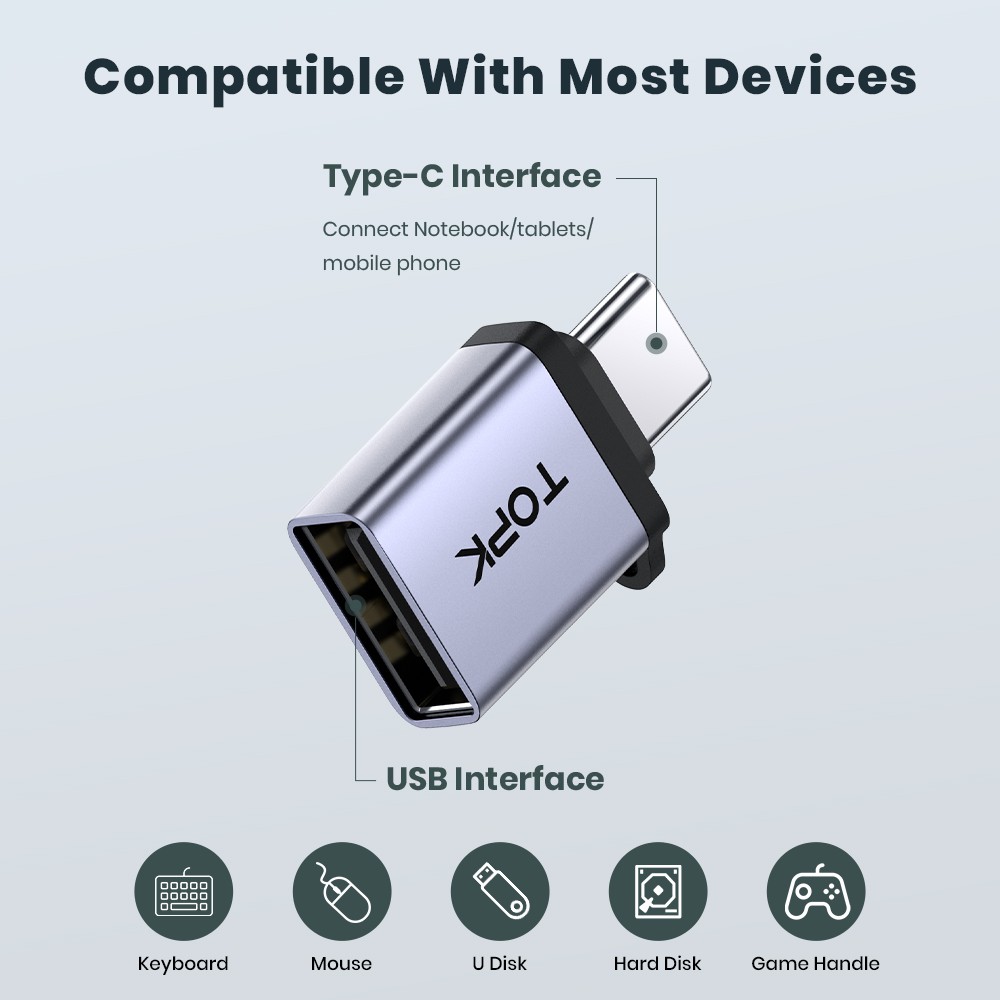 Compatible With Most Devices
Type-C Interface
Connect Notebook/tablets/
mobile phone
TOPK
USB Interface
Keyboard
Mouse
U Disk
Hard Disk
Game Handle